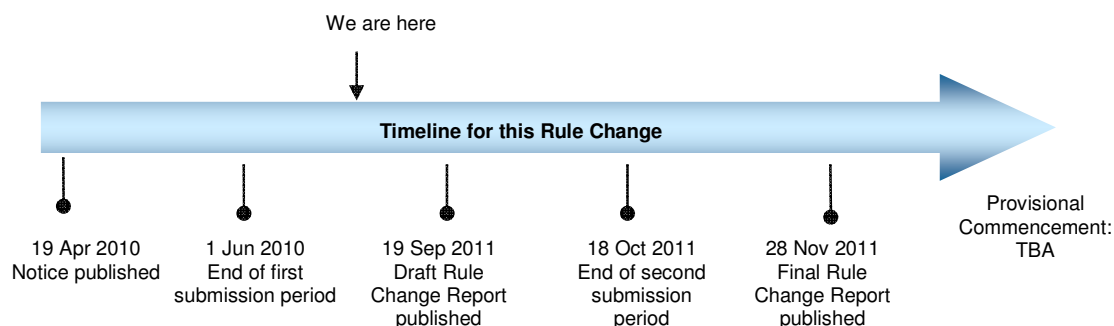 We are here
Timeline for this Rule Change
19 Apr 2010
Notice published
1 Jun 2010
End of first
submission period
19 Sep 2011
Draft Rule
Change Report
published
18 Oct 2011
End of second
submission
period
28 Nov 2011
Final Rule
Change Report
published
Provisional
Commencement:
TBA